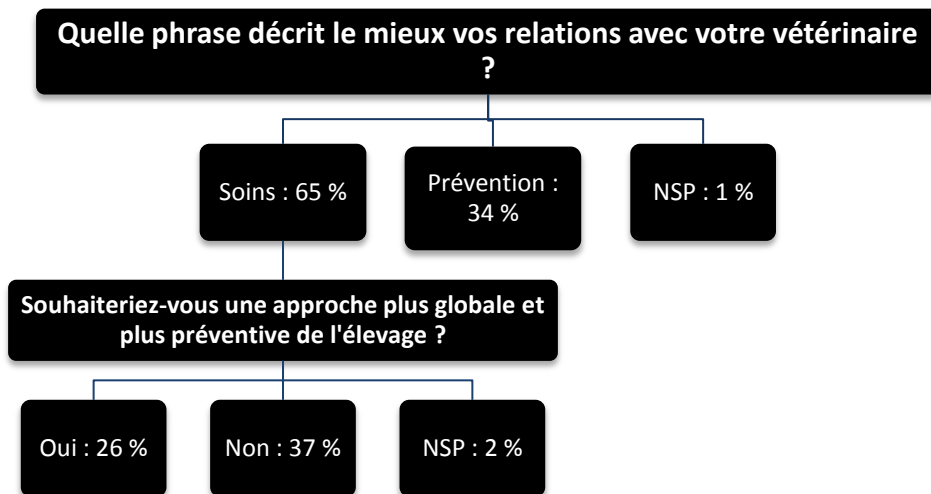 Quelle phrase décrit le mieux vos relations avec votre vétérinaire
?
Soins : 65 %
Prévention :
34 %
NSP : 1 %
Souhaiteriez-vous une approche plus globale et
plus préventive de l'élevage ?
Oui : 26 %
Non : 37 %
NSP : 2 %